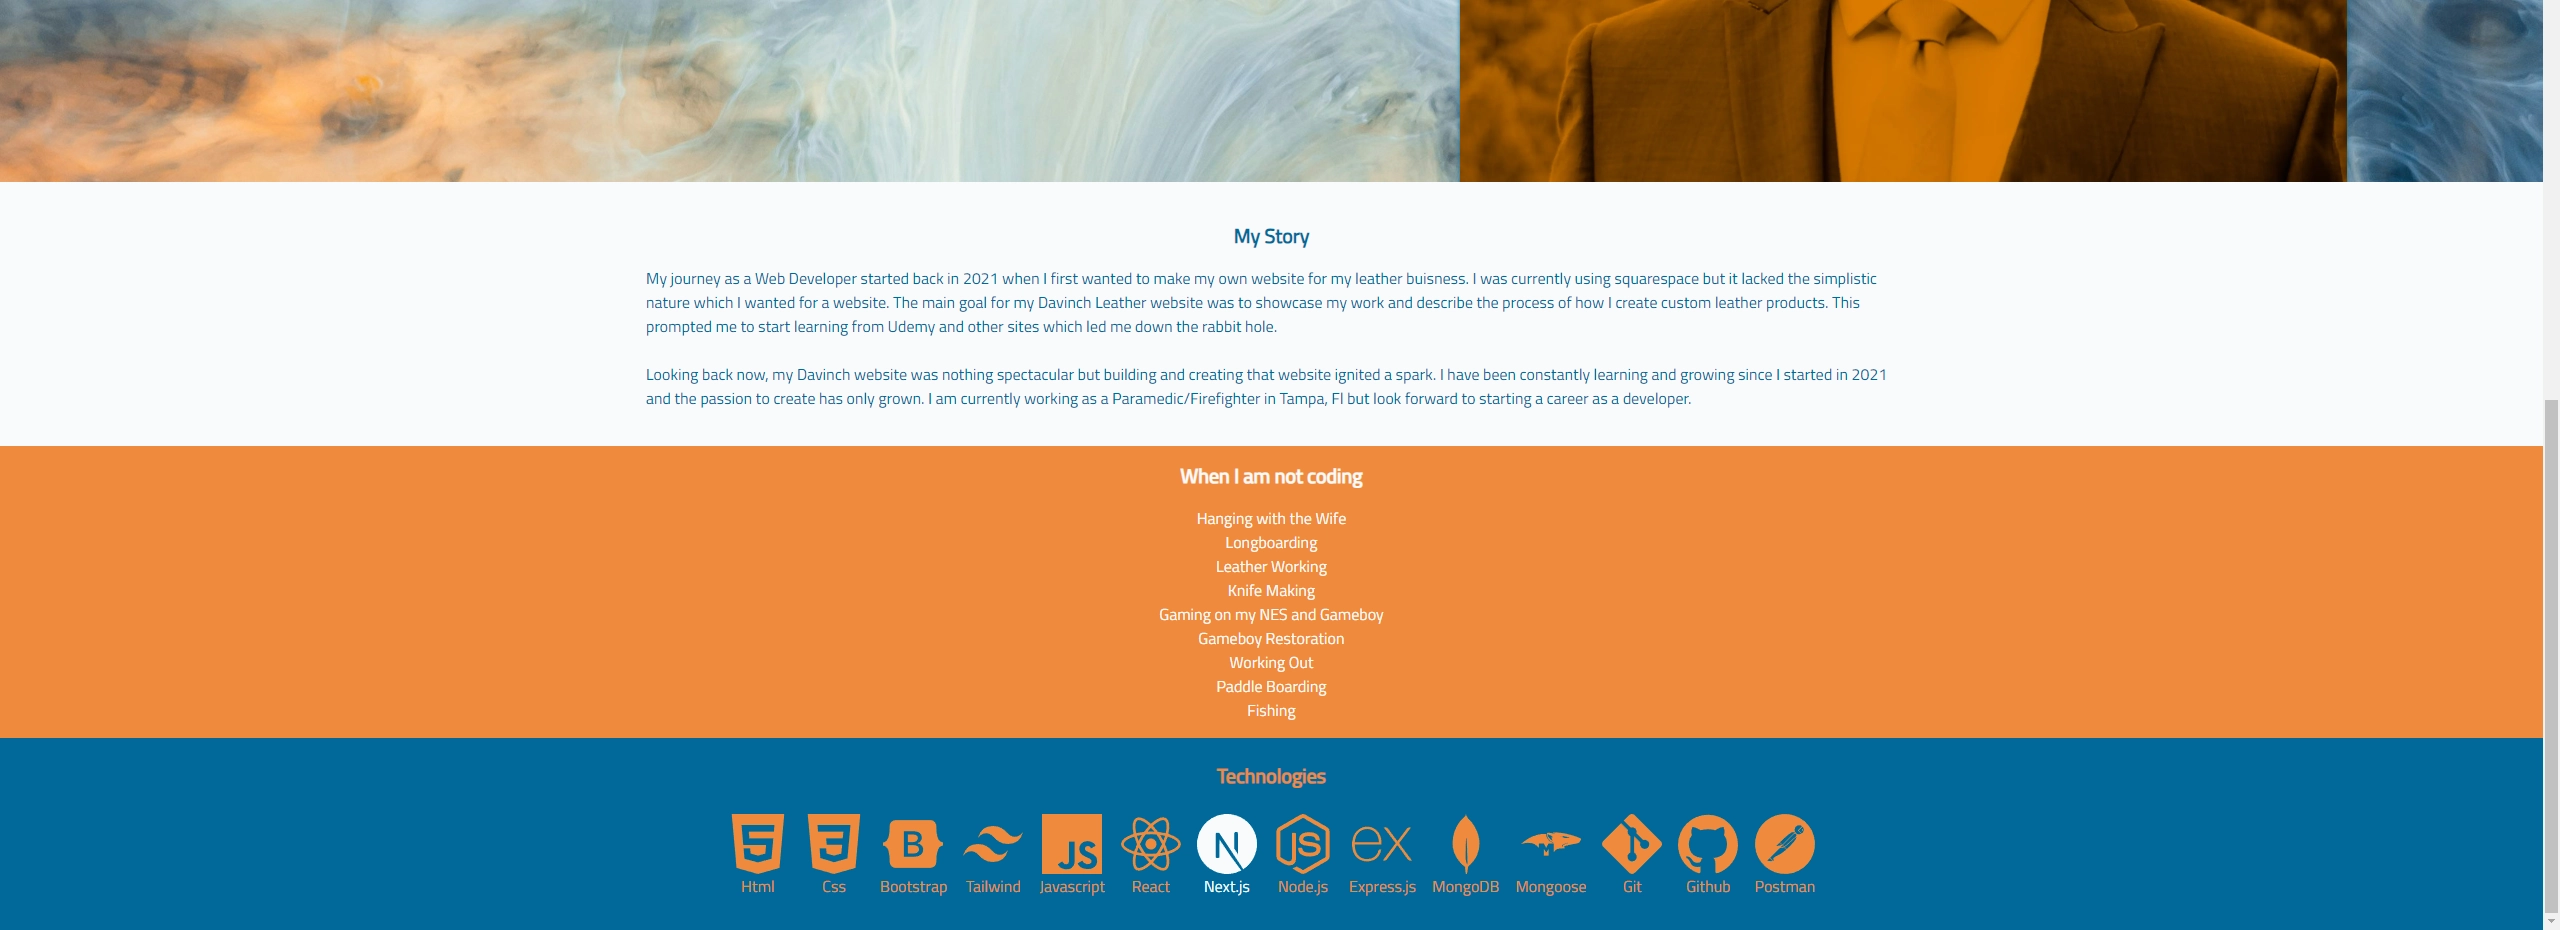 My Story
My journey as a Web Developer started back in 2021 when I first wanted to make my own website for my leather buisness. I was currently using squarespace but it lacked the simplistic
nature which I wanted for a website. The main goal for my Davinch Leather website was to showcase my work and describe the process of how I create custom leather products. This
prompted me to start learning from Udemy and other sites which led me down the rabbit hole.
Looking back now, my Davinch website was nothing spectacular but building and creating that website ignited a spark. I have been constantly learning and growing since I started in 2021
and the passion to create has only grown. I am currently working as a Paramedic/Firefighter in Tampa, Fl but look forward to starting a career as a developer.
When I am not coding
Hanging with the Wife
Longboarding
Leather Working
Knife Making
Gaming on my NES and Gameboy
Gameboy Restoration
Working Out
Paddle Boarding
Fishing
Technologies
5 3 B JS N JS ex
Html Css Bootstrap Tailwind Javascript React Next.js Node.js Express.js MongoDB Mongoose Git Github Postman